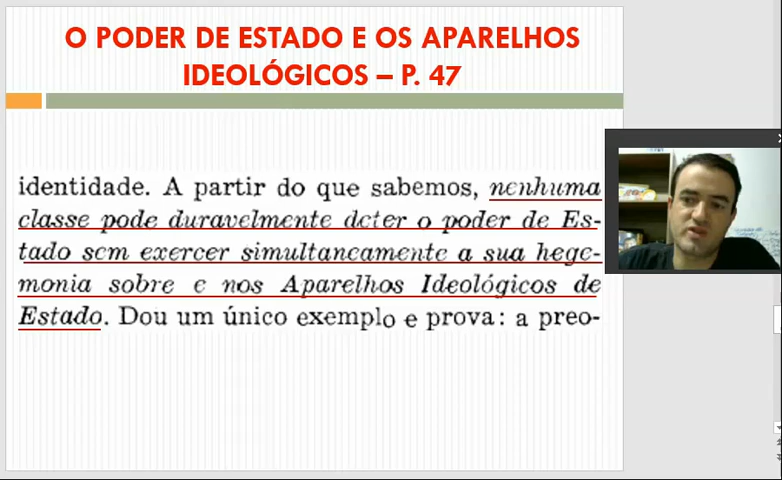 O PODER DE ESTADO E OS APARELHOS
IDEOLÓGICOS – P. 47
identidade. A partir do que sabemos, nenhuma
classe pode duravelmente deter o poder de Es-
tado sem exercer simultaneamente a sua hege-
monia sobre e nos Aparelhos Ideológicos de
Estado. Dou um único exemplo e prova: a preo-